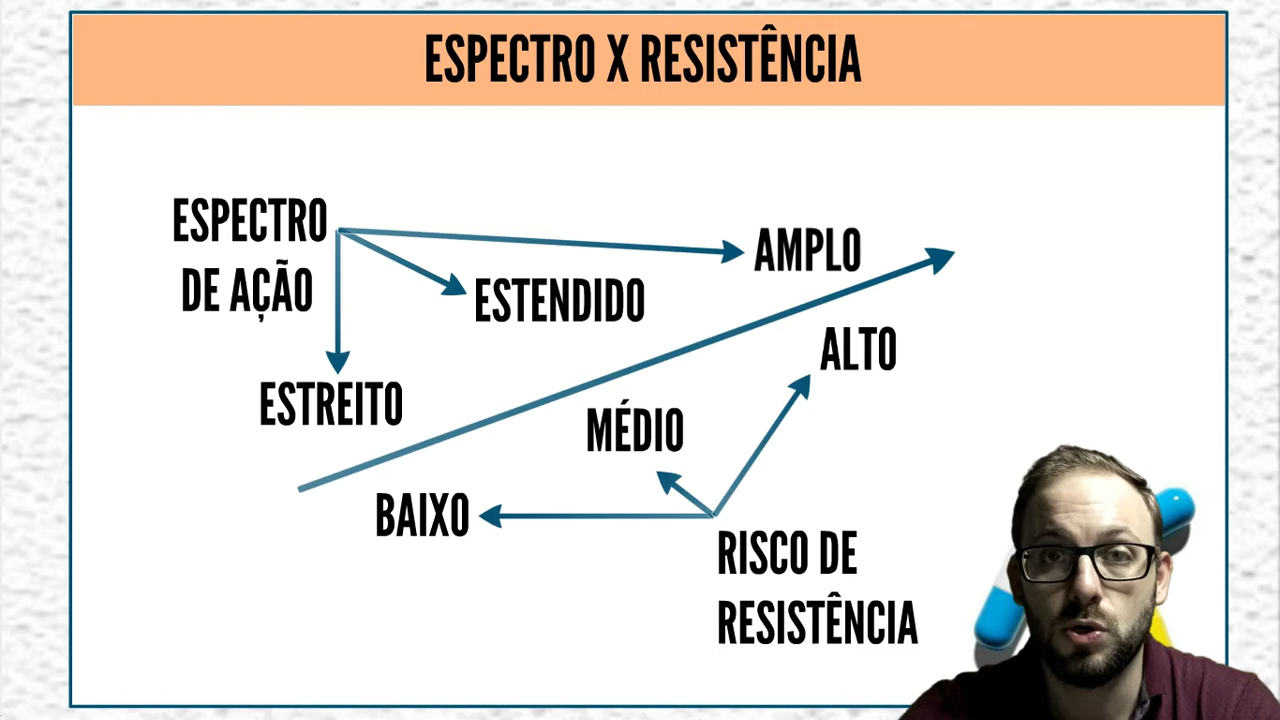 ESPECTRO X RESISTÊNCIA
ESPECTRO
DE AÇÃO
AMPLO
ESTENDIDO
ESTREITO
ALTO
MÉDIO
BAIXO
RISCO DE
RESISTÊNCIA